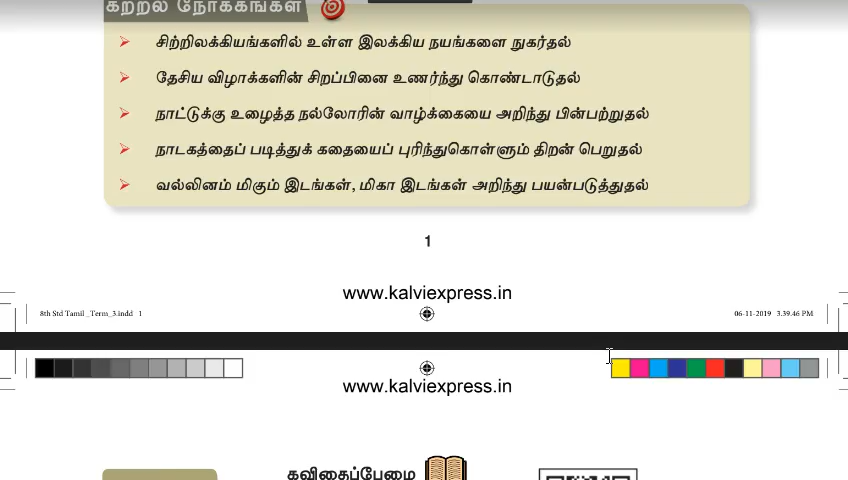 கற்றல் நோக்கங்கள்
சிற்றிலக்கியங்களில் உள்ள இலக்கிய நயங்களை நுகர்தல்
தேசிய விழாக்களின் சிறப்பினை உணர்ந்து கொண்டாடுதல்
நாட்டுக்கு உழைத்த நல்லோரின் வாழ்க்கையை அறிந்து பின்பற்றுதல்
நாடகத்தைப் படித்துக் கதையைப் புரிந்துகொள்ளும் திறன் பெறுதல்
வல்லினம் மிகும் இடங்கள், மிகா இடங்கள் அறிந்து பயன்படுத்துதல்
1
www.kalviexpress.in
8th Std Tamil _Term_3.indd 1
06-11-2019 3.39.46 PM
www.kalviexpress.in
கவிதைப்பேழை